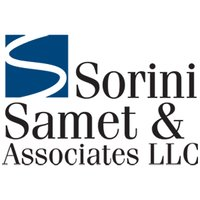 Sorini
Samet &
Associates LLC